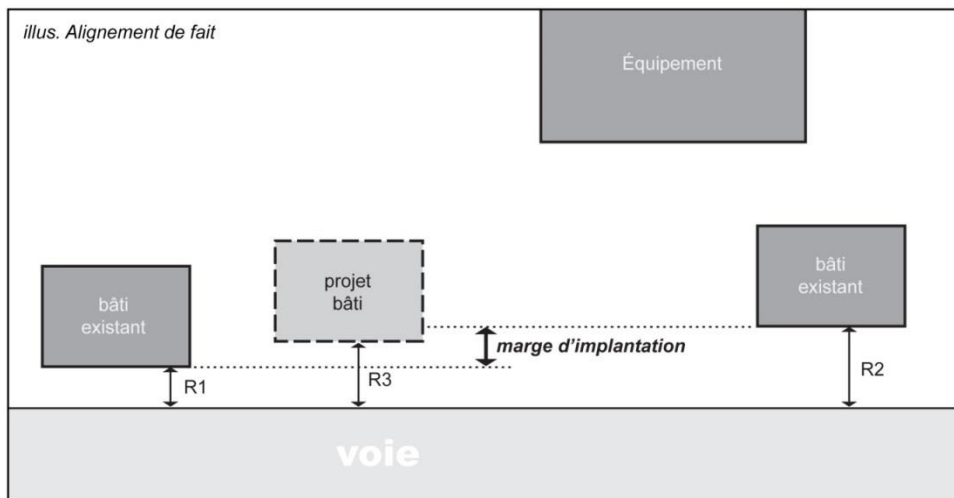 illus. Alignement de fait
Équipement
bâti
existant
projet
bâti
bâti
existant
marge d'implantation
R1
R3
R2
voie